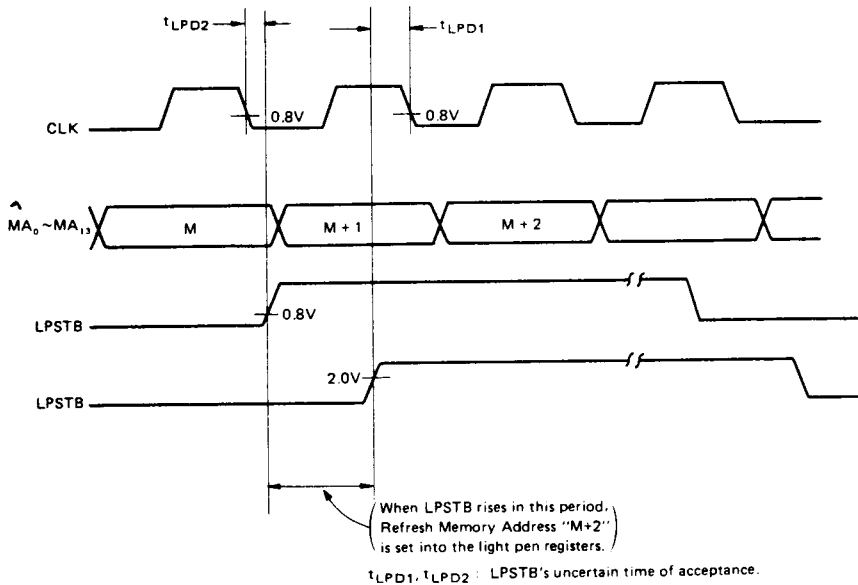 tLPD2
tLPD1
CLK
0.8V
0.8V
MA0~MA13
M
M + 1
M + 2
LPSTB
0.8V
LPSTB
2.0V
(When LPSTB rises in this period,
Refresh Memory Address "M+2"
is set into the light pen registers.)
tLPD1, tLPD2 : LPSTB's uncertain time of acceptance.